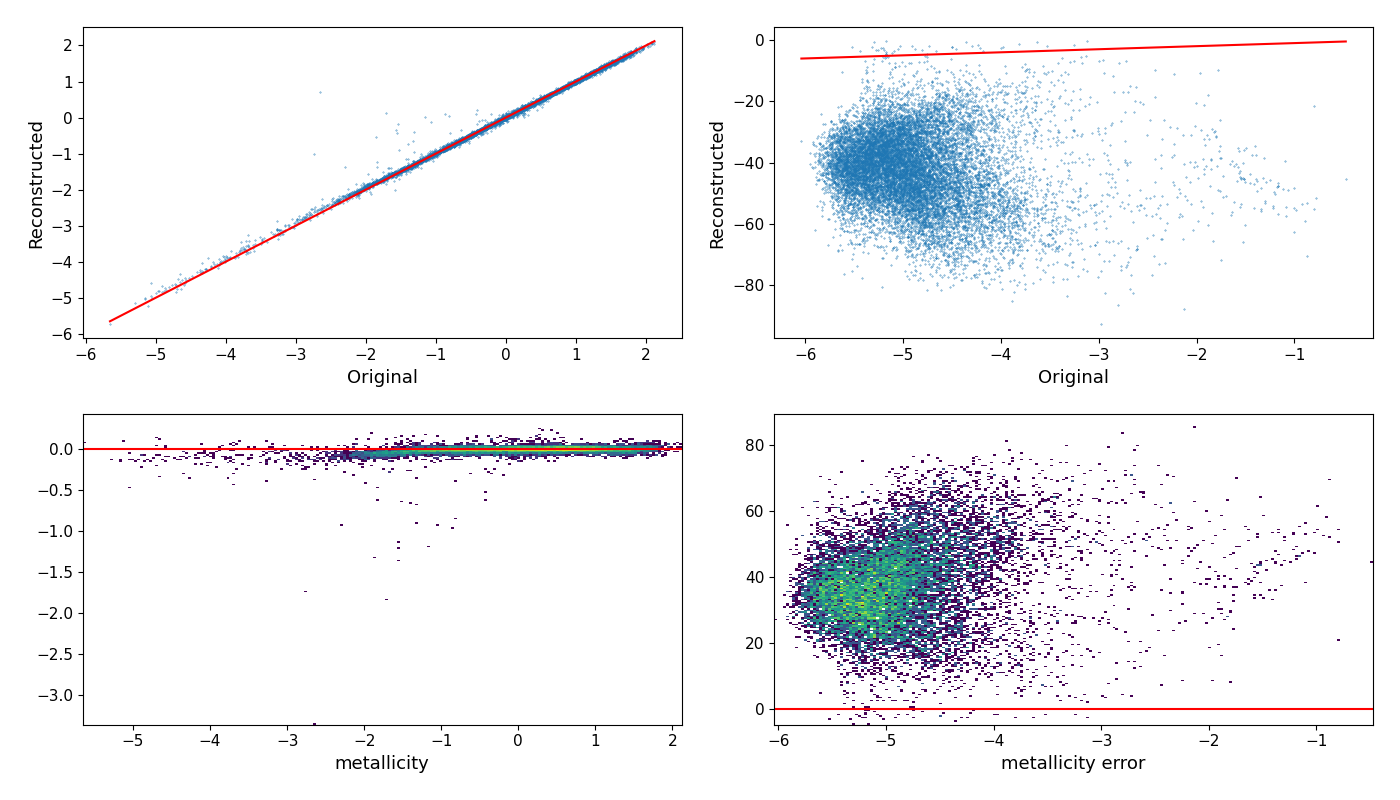 2
1
0
−1
−2
−3
−4
−5
−6
Reconstructed
−6 −5 −4 −3 −2 −1 0 1 2
Original
0
−20
−40
−60
−80
Reconstructed
−6 −5 −4 −3 −2 −1
Original
0.0
−0.5
−1.0
−1.5
−2.0
−2.5
−3.0
−5 −4 −3 −2 −1 0 1 2
metallicity
80
60
40
20
0
−6 −5 −4 −3 −2 −1
metallicity error